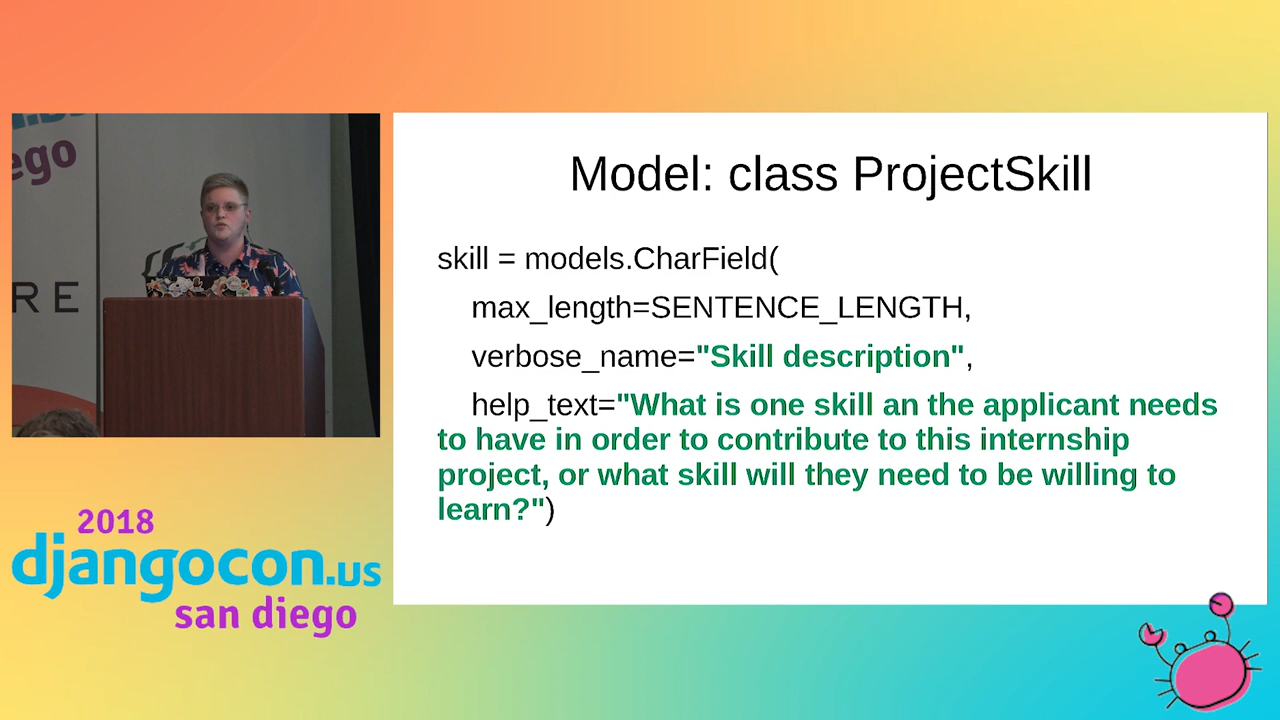 ego
RE
2018
djangocon.us
san diego
Model: class ProjectSkill
skill = models.CharField(
max_length=SENTENCE_LENGTH,
verbose_name="Skill description",
help_text="What is one skill an the applicant needs
to have in order to contribute to this internship
project, or what skill will they need to be willing to
learn?")